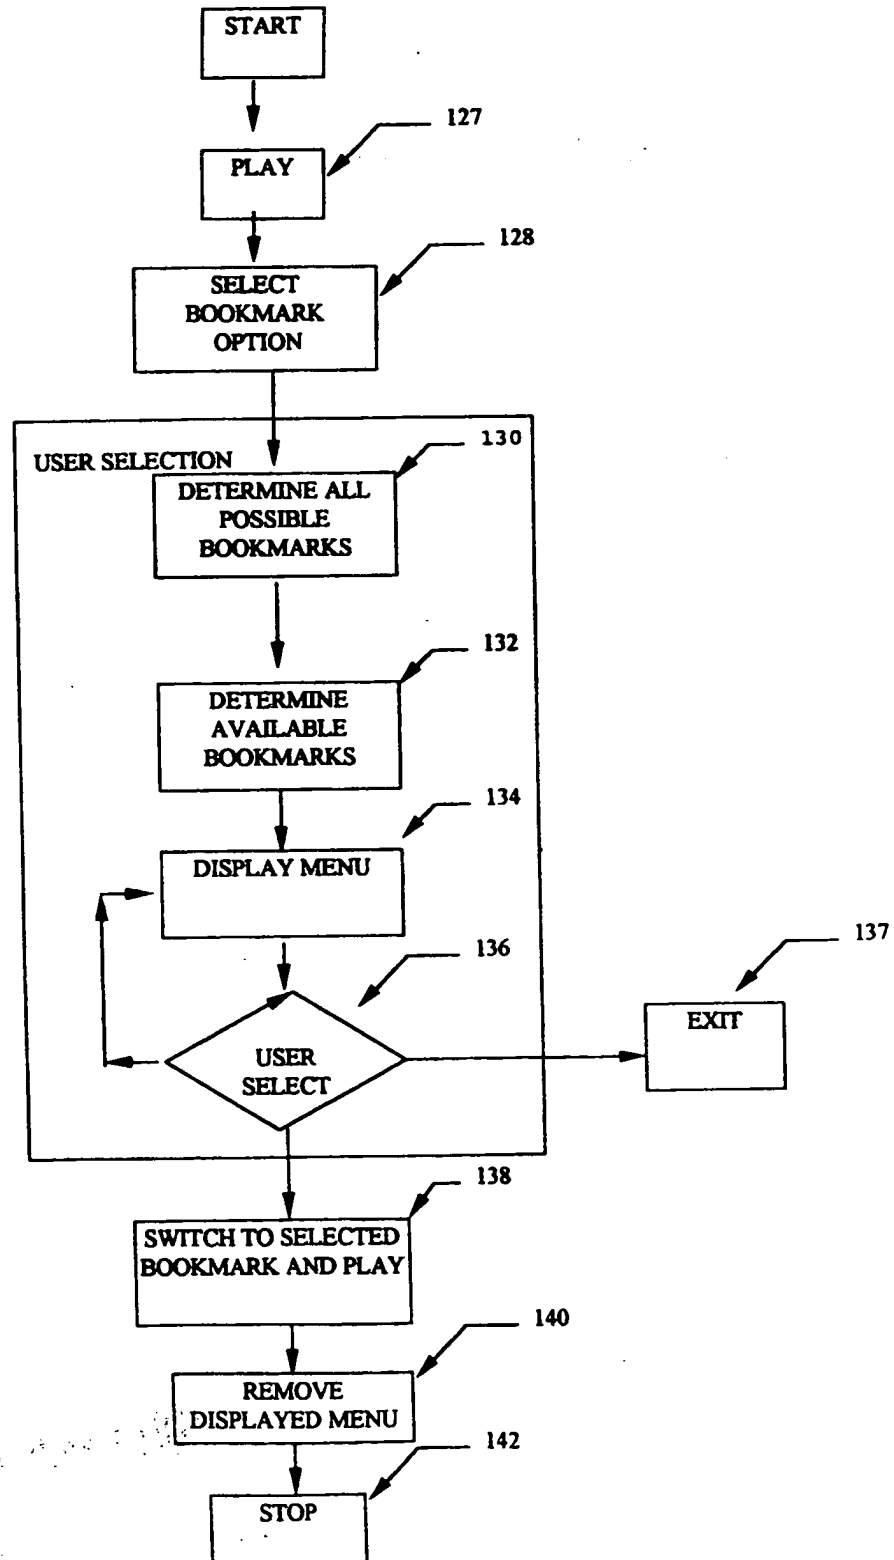 START
127
PLAY
128
SELECT
BOOKMARK
OPTION
130
USER SELECTION
DETERMINE ALL
POSSIBLE
BOOKMARKS
132
DETERMINE
AVAILABLE
BOOKMARKS
134
DISPLAY MENU
136
137
EXIT
USER
SELECT
138
SWITCH TO SELECTED
BOOKMARK AND PLAY
140
REMOVE
DISPLAYED MENU
142
STOP